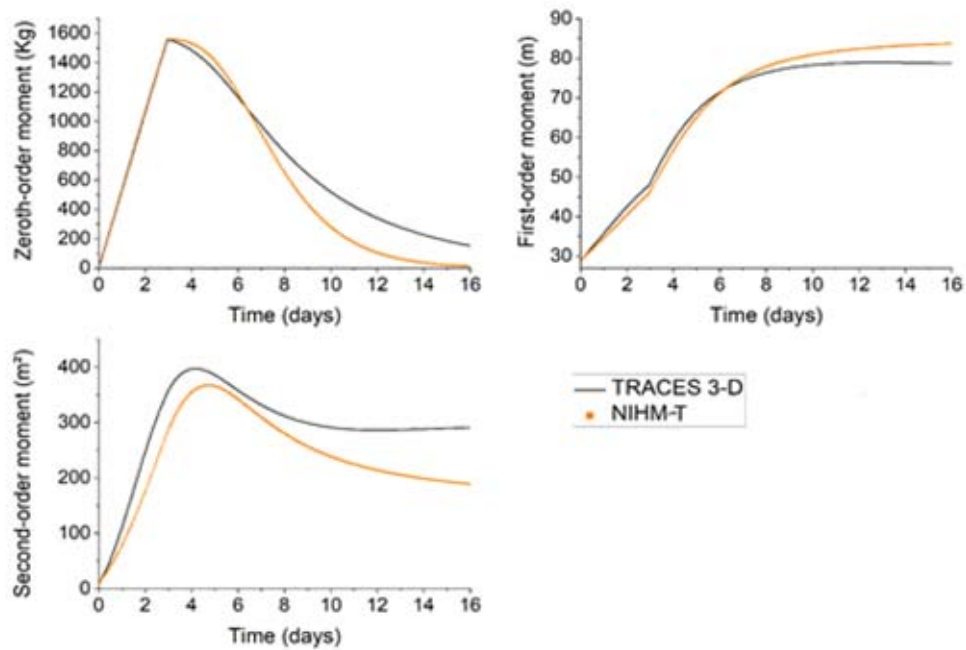 Zeroth-order moment (Kg)
1600
1400
1200
1000
800
600
400
200
0
0 2 4 6 8 10 12 14 16
Time (days)
First-order moment (m)
90
80
70
60
50
40
30
0 2 4 6 8 10 12 14 16
Time (days)
Second-order moment (m²)
400
300
200
100
0
0 2 4 6 8 10 12 14 16
Time (days)
TRACES 3-D
NIHM-T